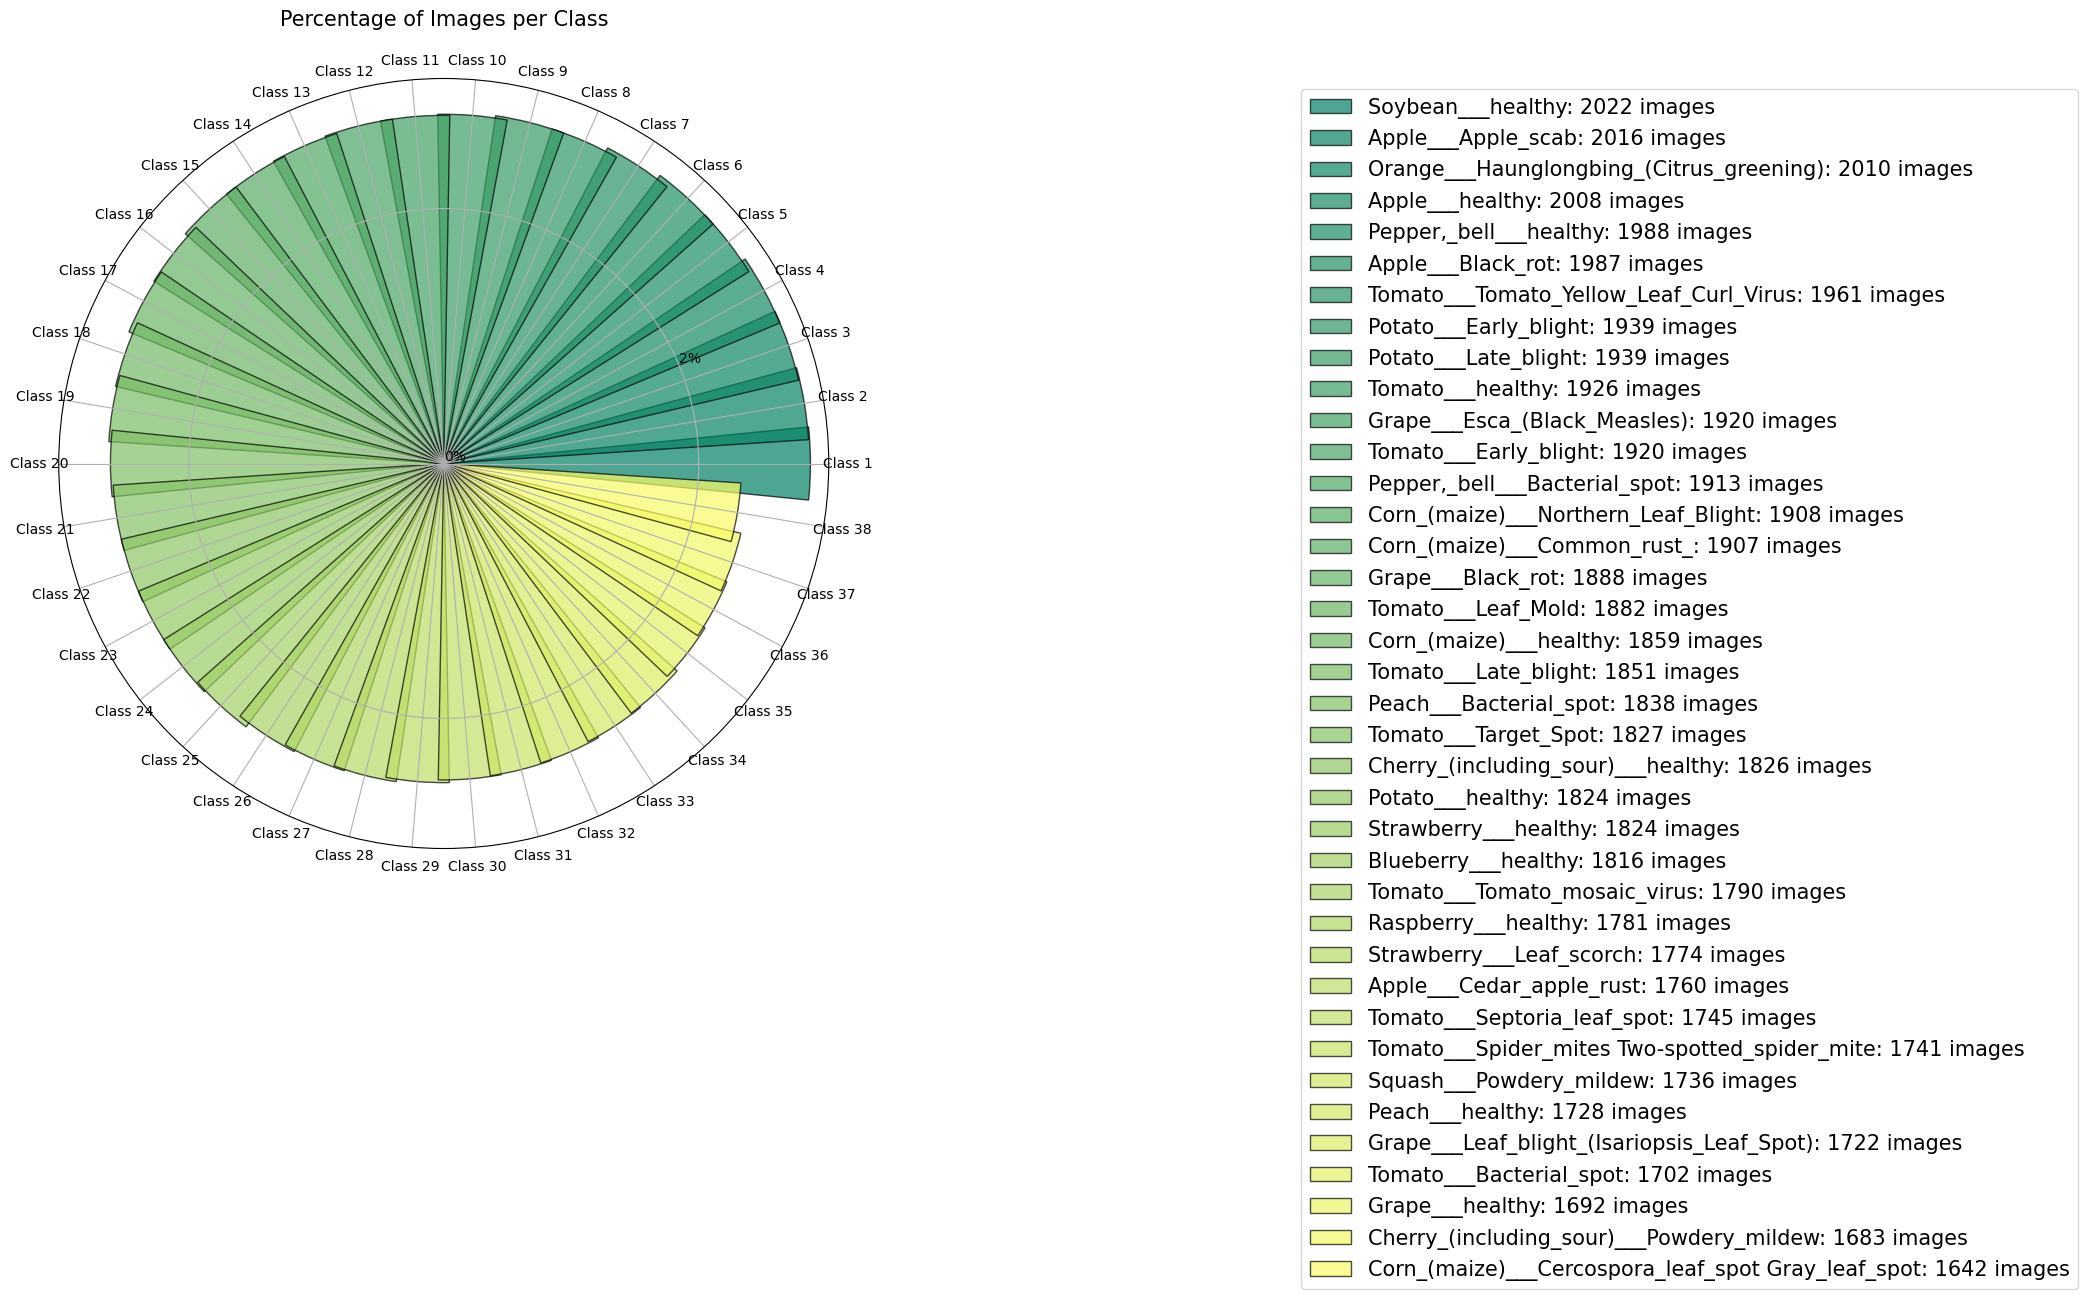 Percentage of Images per Class
Class 1
Class 2
Class 3
Class 4
Class 5
Class 6
Class 7
Class 8
Class 9
Class 10
Class 11
Class 12
Class 13
Class 14
Class 15
Class 16
Class 17
Class 18
Class 19
Class 20
Class 21
Class 22
Class 23
Class 24
Class 25
Class 26
Class 27
Class 28
Class 29
Class 30
Class 31
Class 32
Class 33
Class 34
Class 35
Class 36
Class 37
Class 38
0%
2%
Soybean___healthy: 2022 images
Apple___Apple_scab: 2016 images
Orange___Haunglongbing_(Citrus_greening): 2010 images
Apple___healthy: 2008 images
Pepper,_bell___healthy: 1988 images
Apple___Black_rot: 1987 images
Tomato___Tomato_Yellow_Leaf_Curl_Virus: 1961 images
Potato___Early_blight: 1939 images
Potato___Late_blight: 1939 images
Tomato___healthy: 1926 images
Grape___Esca_(Black_Measles): 1920 images
Tomato___Early_blight: 1920 images
Pepper,_bell___Bacterial_spot: 1913 images
Corn_(maize)___Northern_Leaf_Blight: 1908 images
Corn_(maize)___Common_rust_: 1907 images
Grape___Black_rot: 1888 images
Tomato___Leaf_Mold: 1882 images
Corn_(maize)___healthy: 1859 images
Tomato___Late_blight: 1851 images
Peach___Bacterial_spot: 1838 images
Tomato___Target_Spot: 1827 images
Cherry_(including_sour)___healthy: 1826 images
Potato___healthy: 1824 images
Strawberry___healthy: 1824 images
Blueberry___healthy: 1816 images
Tomato___Tomato_mosaic_virus: 1790 images
Raspberry___healthy: 1781 images
Strawberry___Leaf_scorch: 1774 images
Apple___Cedar_apple_rust: 1760 images
Tomato___Septoria_leaf_spot: 1745 images
Tomato___Spider_mites Two-spotted_spider_mite: 1741 images
Squash___Powdery_mildew: 1736 images
Peach___healthy: 1728 images
Grape___Leaf_blight_(Isariopsis_Leaf_Spot): 1722 images
Tomato___Bacterial_spot: 1702 images
Grape___healthy: 1692 images
Cherry_(including_sour)___Powdery_mildew: 1683 images
Corn_(maize)___Cercospora_leaf_spot Gray_leaf_spot: 1642 images